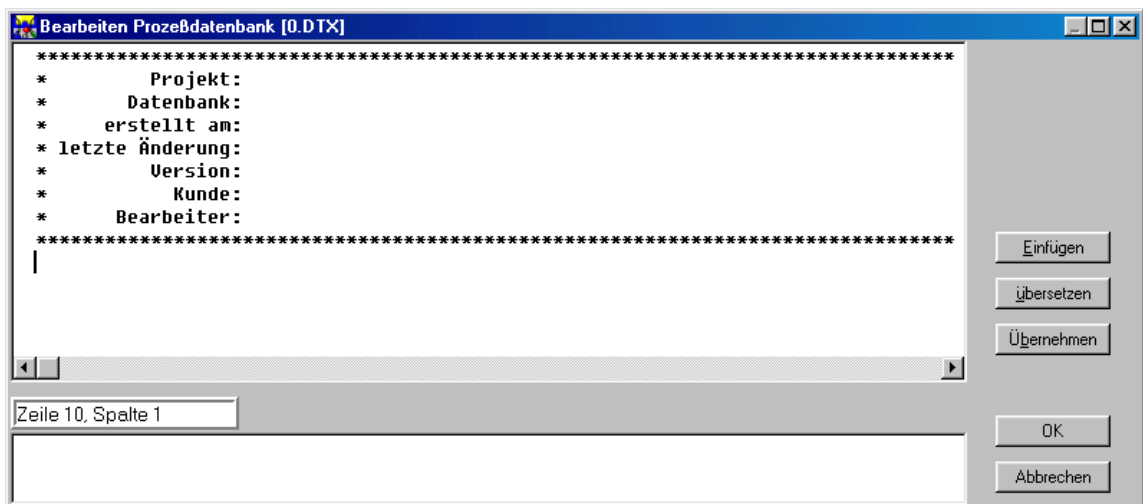 Bearbeiten Prozeßdatenbank [0.DTX]
********************************************************************************
* Projekt:
* Datenbank:
* erstellt am:
* letzte Änderung:
* Version:
* Kunde:
* Bearbeiter:
********************************************************************************
Einfügen
übersetzen
Übernehmen
Zeile 10, Spalte 1
OK
Abbrechen